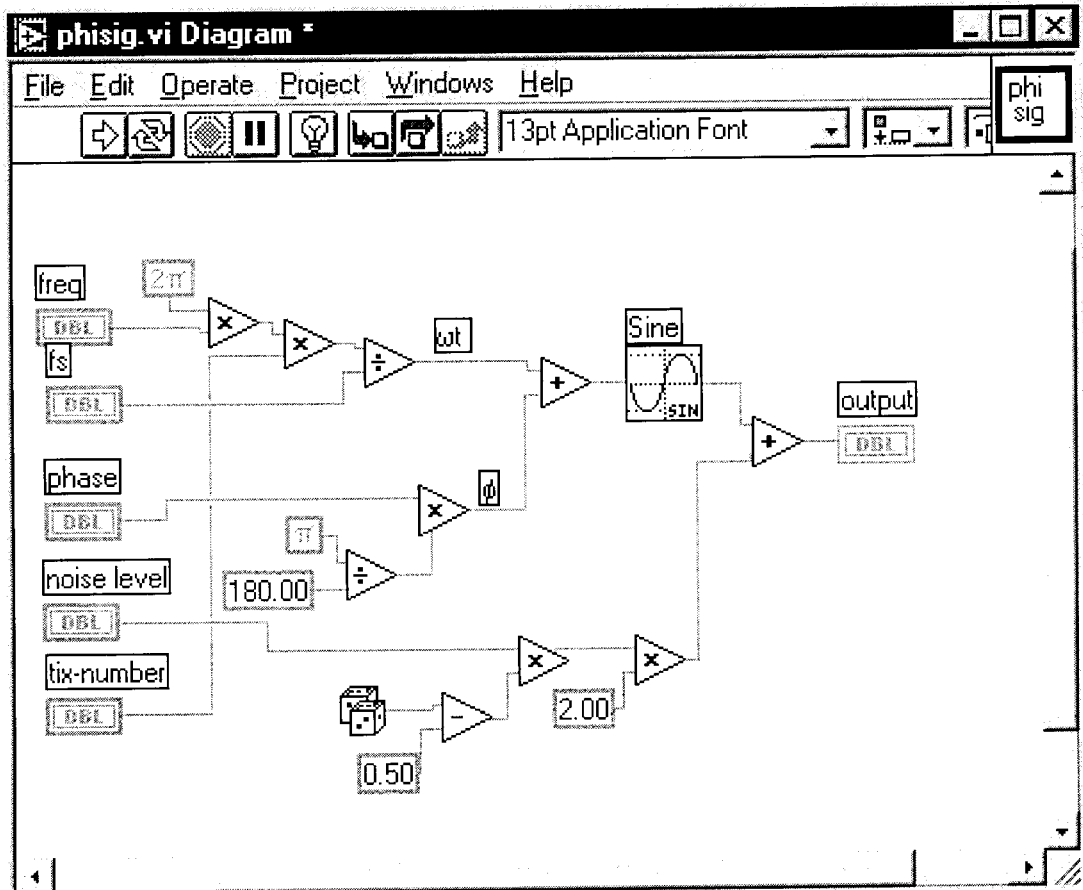 phisig.vi Diagram *
File Edit Operate Project Windows Help
phi
sig
13pt Application Font
freq
2π
DBL
fs
DBL
x
x
÷
ωt
+
Sine
SIN
+
output
DBL
phase
DBL
x
ϕ
π
÷
180.00
noise level
DBL
x
x
tix-number
DBL
-
2.00
0.50